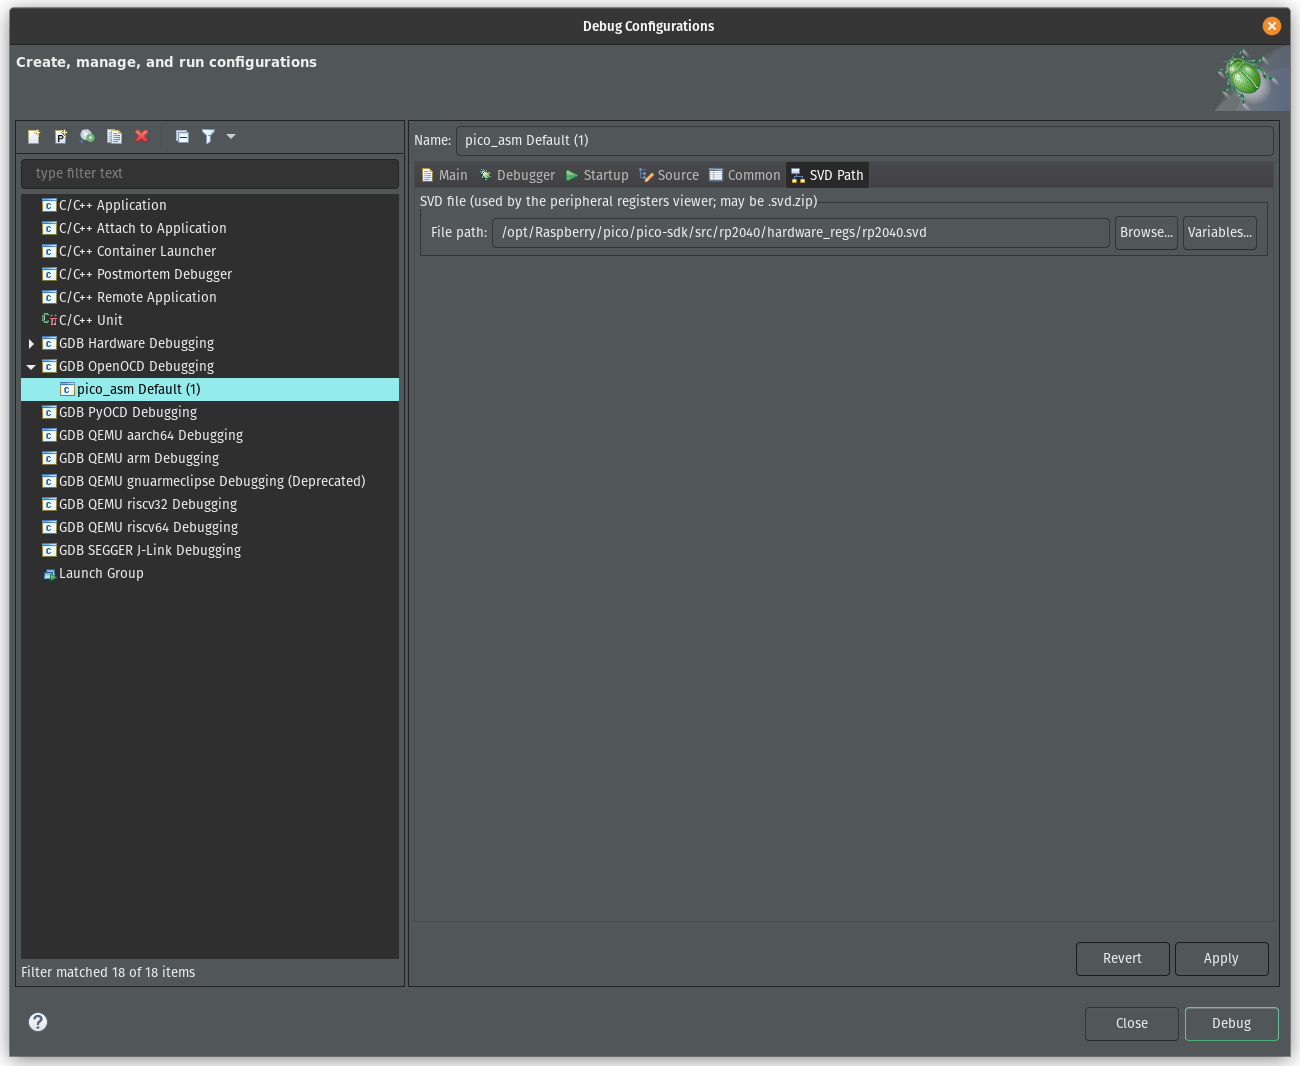 Debug Configurations
Create, manage, and run configurations
type filter text
C/C++ Application
C/C++ Attach to Application
C/C++ Container Launcher
C/C++ Postmortem Debugger
C/C++ Remote Application
C/C++ Unit
GDB Hardware Debugging
GDB OpenOCD Debugging
pico_asm Default (1)
GDB PyOCD Debugging
GDB QEMU aarch64 Debugging
GDB QEMU arm Debugging
GDB QEMU gnuarmeclipse Debugging (Deprecated)
GDB QEMU riscv32 Debugging
GDB QEMU riscv64 Debugging
GDB SEGGER J-Link Debugging
Launch Group
Filter matched 18 of 18 items
Name: pico_asm Default (1)
Main Debugger Startup Source Common SVD Path
SVD file (used by the peripheral registers viewer; may be .svd.zip)
File path: /opt/Raspberry/pico/pico-sdk/src/rp2040/hardware_regs/rp2040.svd Browse... Variables...
Revert Apply
Close Debug